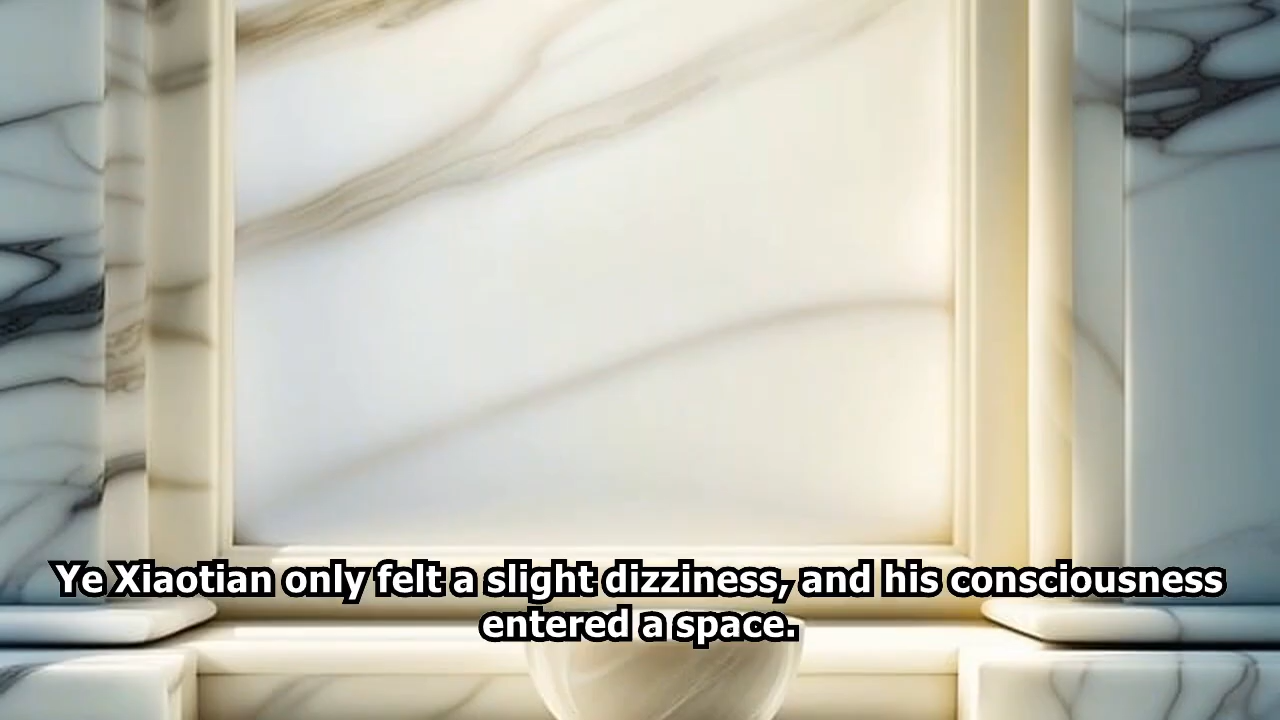 Ye Xiaotian only felt a slight dizziness, and his consciousness
entered a space.